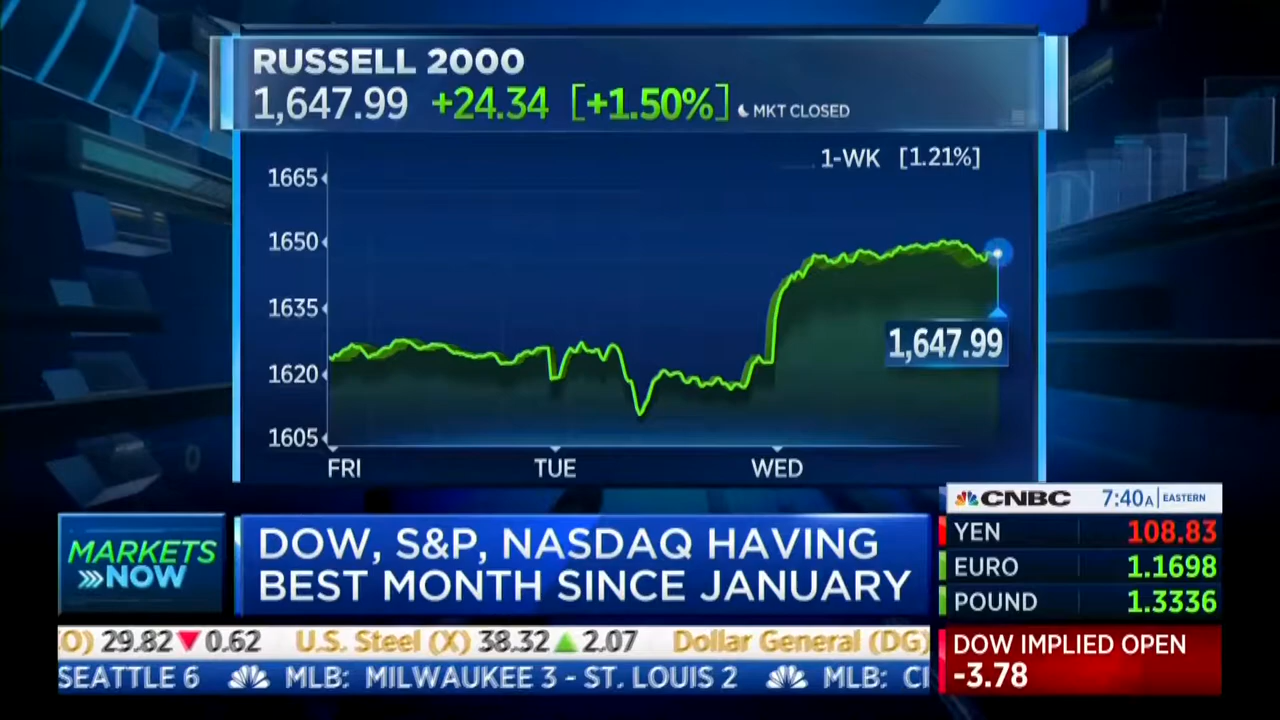 RUSSELL 2000
1,647.99 +24.34 [+1.50%] MKT CLOSED
1-WK [1.21%]
1665
1650
1635
1620
1605
1,647.99
FRI TUE WED
MARKETS
NOW
DOW, S&P, NASDAQ HAVING
BEST MONTH SINCE JANUARY
CNBC 7:40A EASTERN
YEN 108.83
EURO 1.1698
POUND 1.3336
DOW IMPLIED OPEN
-3.78
O) 29.82 ▼ 0.62 U.S. Steel (X) 38.32 ▲ 2.07 Dollar General (DG)
SEATTLE 6 MLB: MILWAUKEE 3 - ST. LOUIS 2 MLB: CI